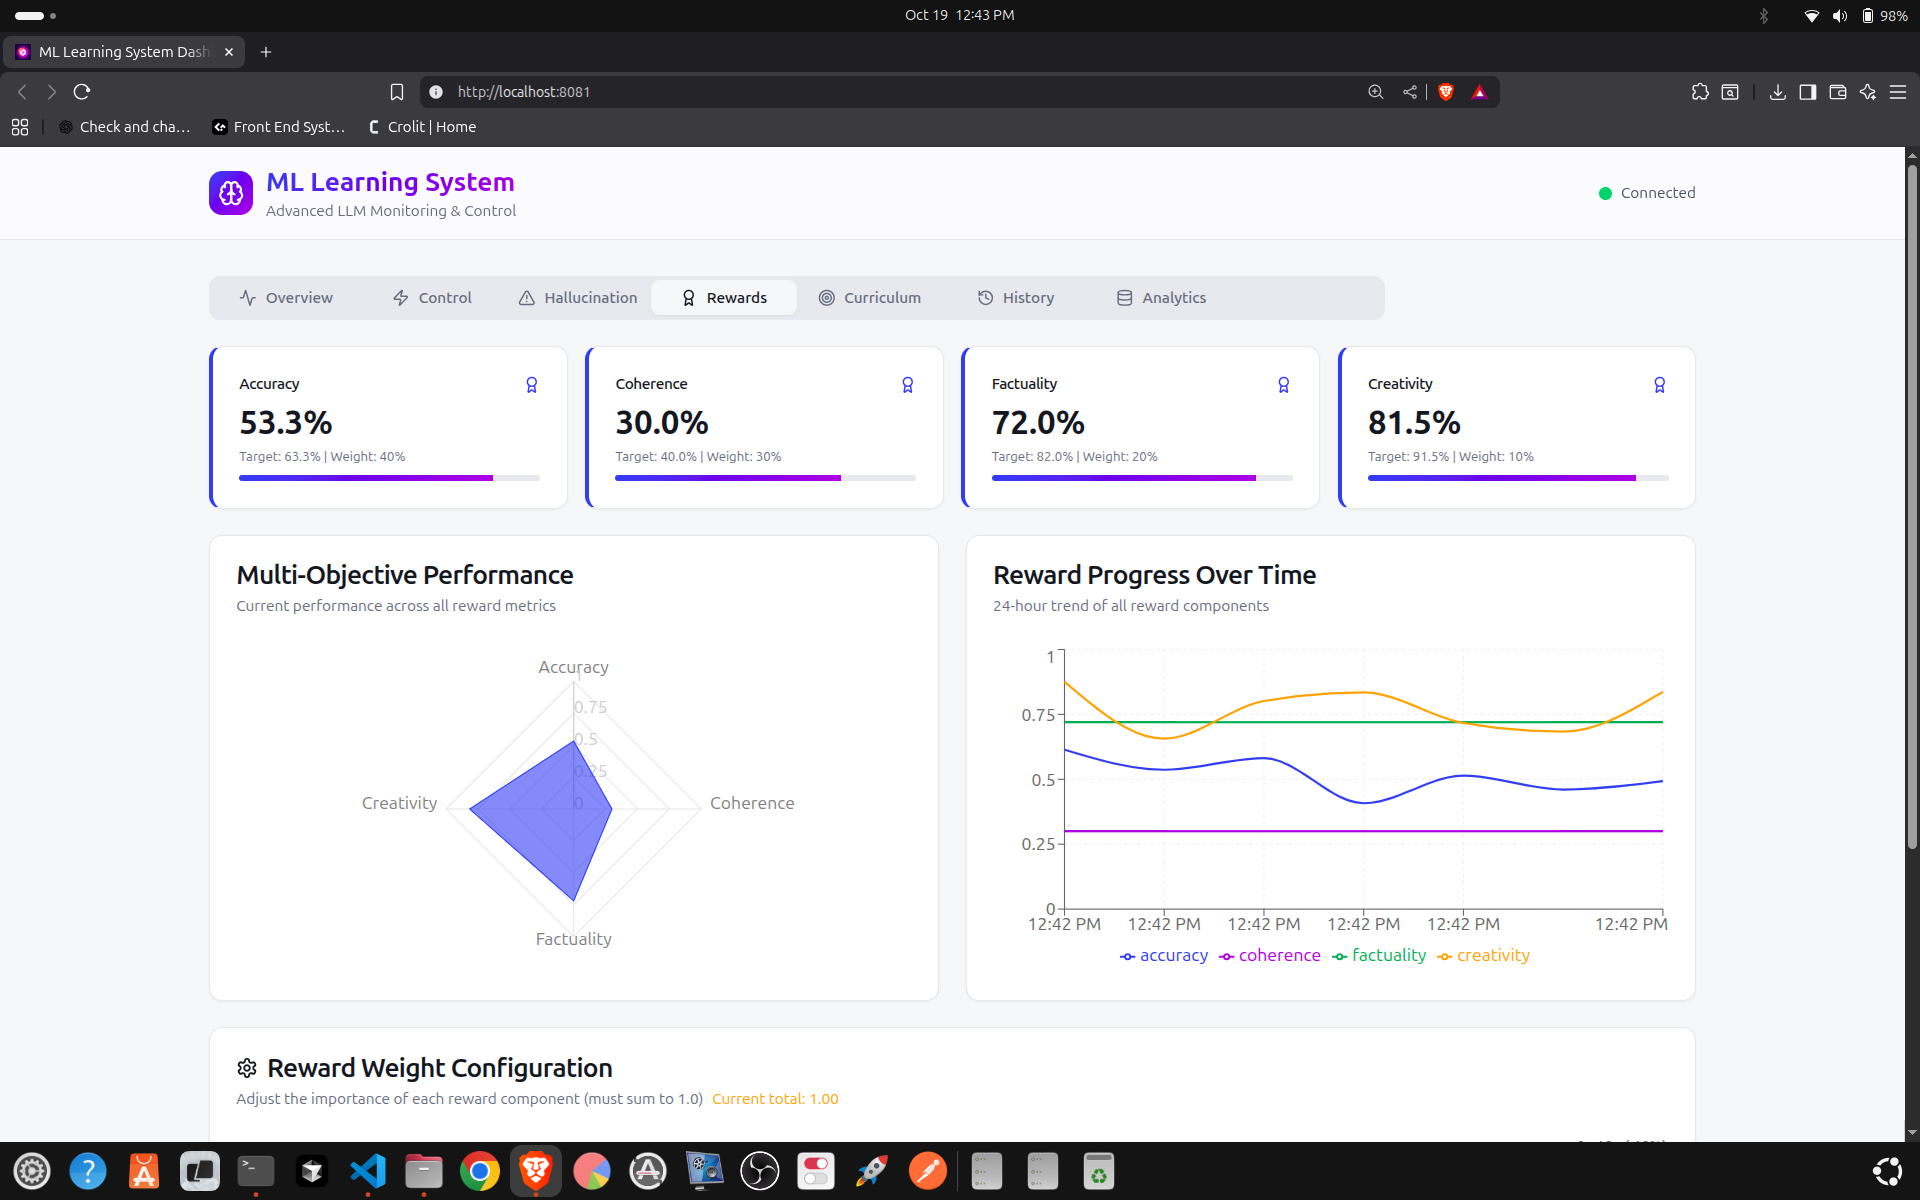 Oct 19 12:43 PM
98%
ML Learning System Dash
http://localhost:8081
Check and cha...
Front End Syst...
Crolit | Home
ML Learning System
Advanced LLM Monitoring & Control
Connected
Overview
Control
Hallucination
Rewards
Curriculum
History
Analytics
Accuracy
53.3%
Target: 63.3% | Weight: 40%
Coherence
30.0%
Target: 40.0% | Weight: 30%
Factuality
72.0%
Target: 82.0% | Weight: 20%
Creativity
81.5%
Target: 91.5% | Weight: 10%
Multi-Objective Performance
Current performance across all reward metrics
Accuracy
0.75
0.5
0.25
0
Creativity
Coherence
Factuality
Reward Progress Over Time
24-hour trend of all reward components
1
0.75
0.5
0.25
0
12:42 PM 12:42 PM 12:42 PM 12:42 PM 12:42 PM 12:42 PM
accuracy coherence factuality creativity
Reward Weight Configuration
Adjust the importance of each reward component (must sum to 1.0) Current total: 1.00